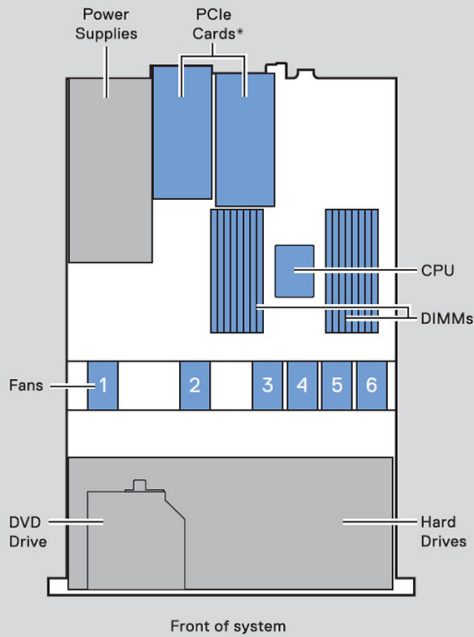 Power
Supplies
PCIe
Cards*
CPU
DIMMs
Fans
1
2
3
4
5
6
DVD
Drive
Hard
Drives
Front of system